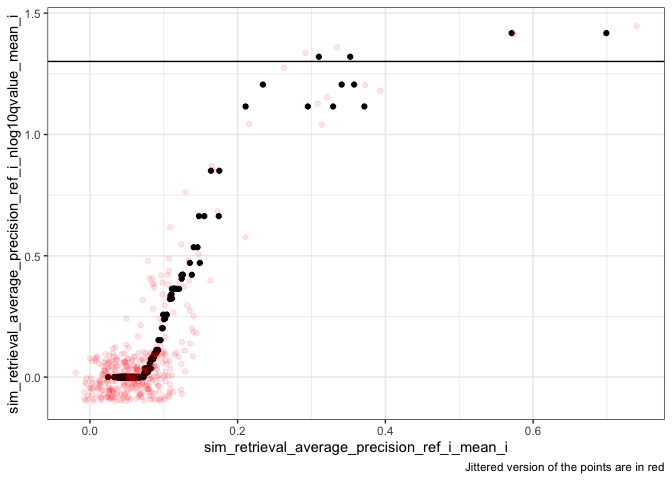 sim_retrieval_average_precision_ref_i_nlog10qvalue_mean_i
1.5
1.0
0.5
0.0
0.0
0.2
0.4
0.6
sim_retrieval_average_precision_ref_i_mean_i
Jittered version of the points are in red